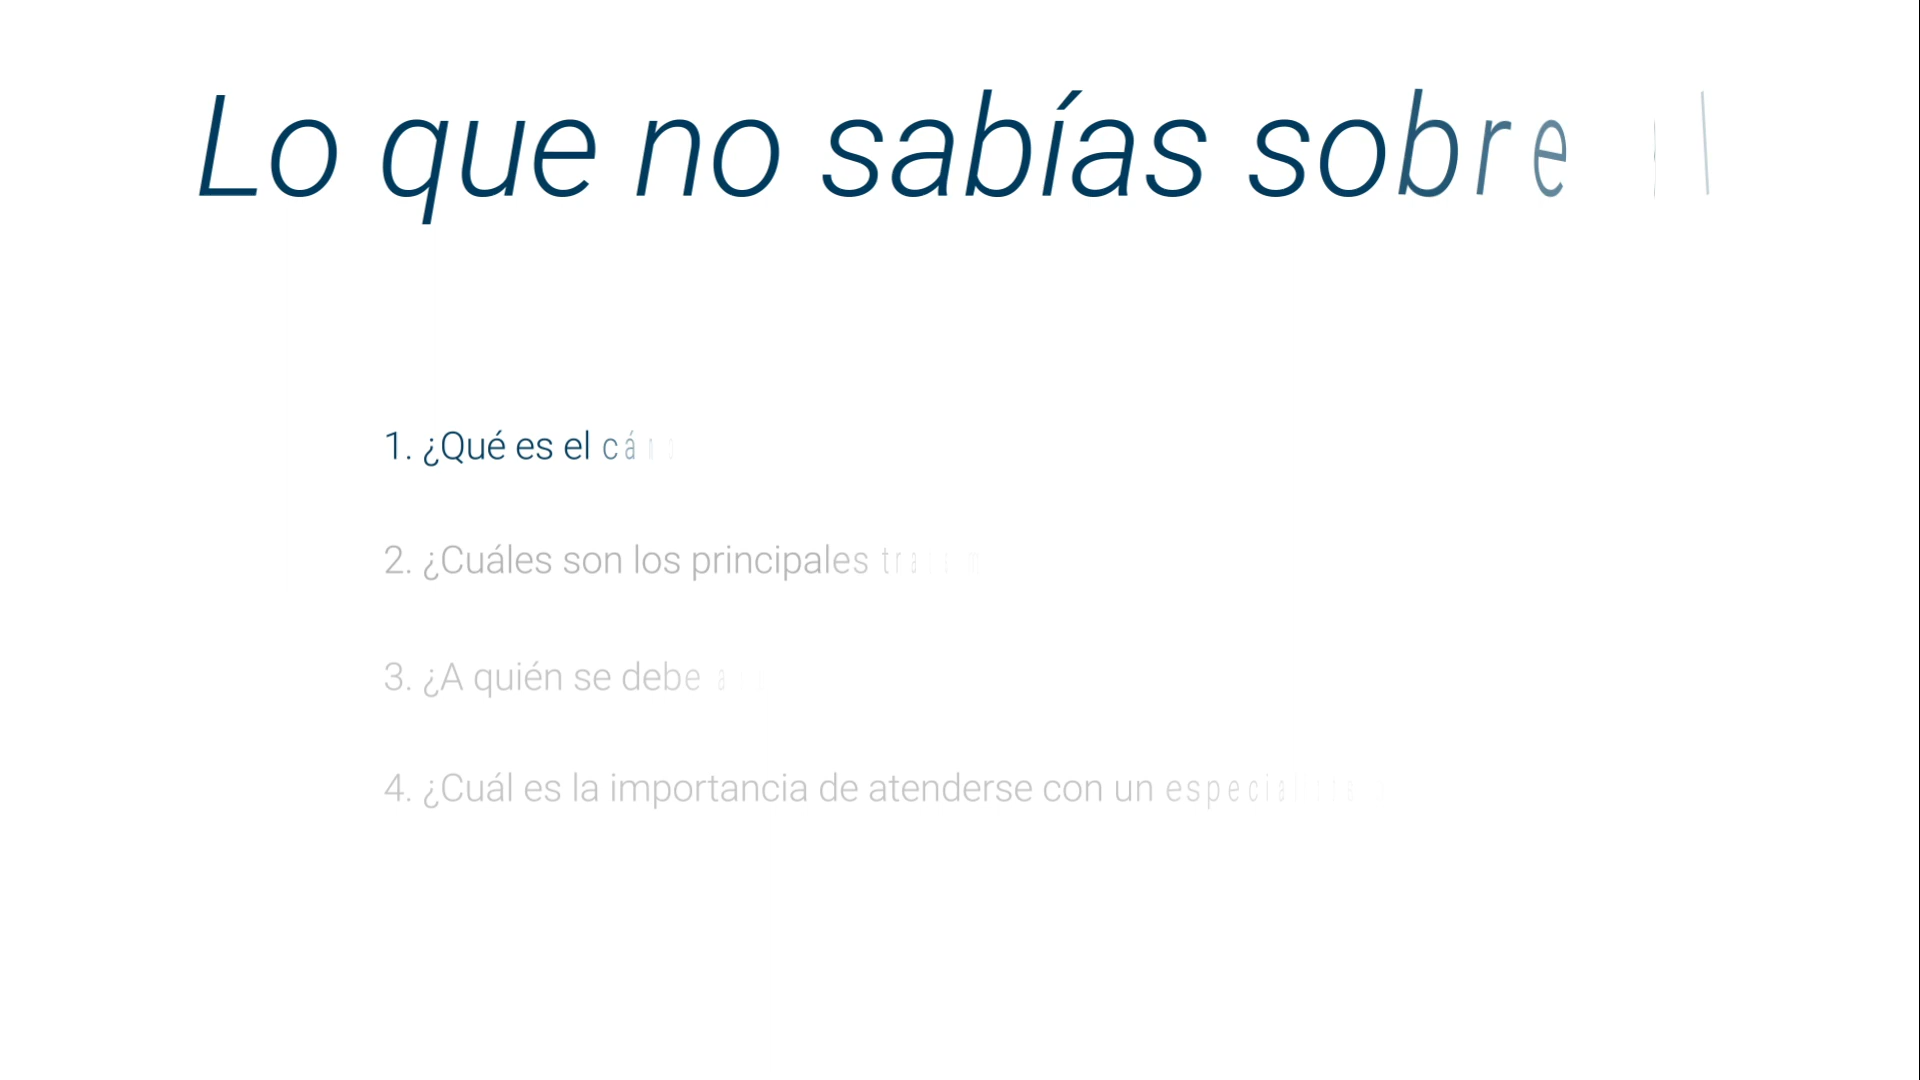 Lo que no sabías sobre
1. ¿Qué es el
2. ¿Cuáles son los principales
3. ¿A quién se debe
4. ¿Cuál es la importancia de atenderse con un